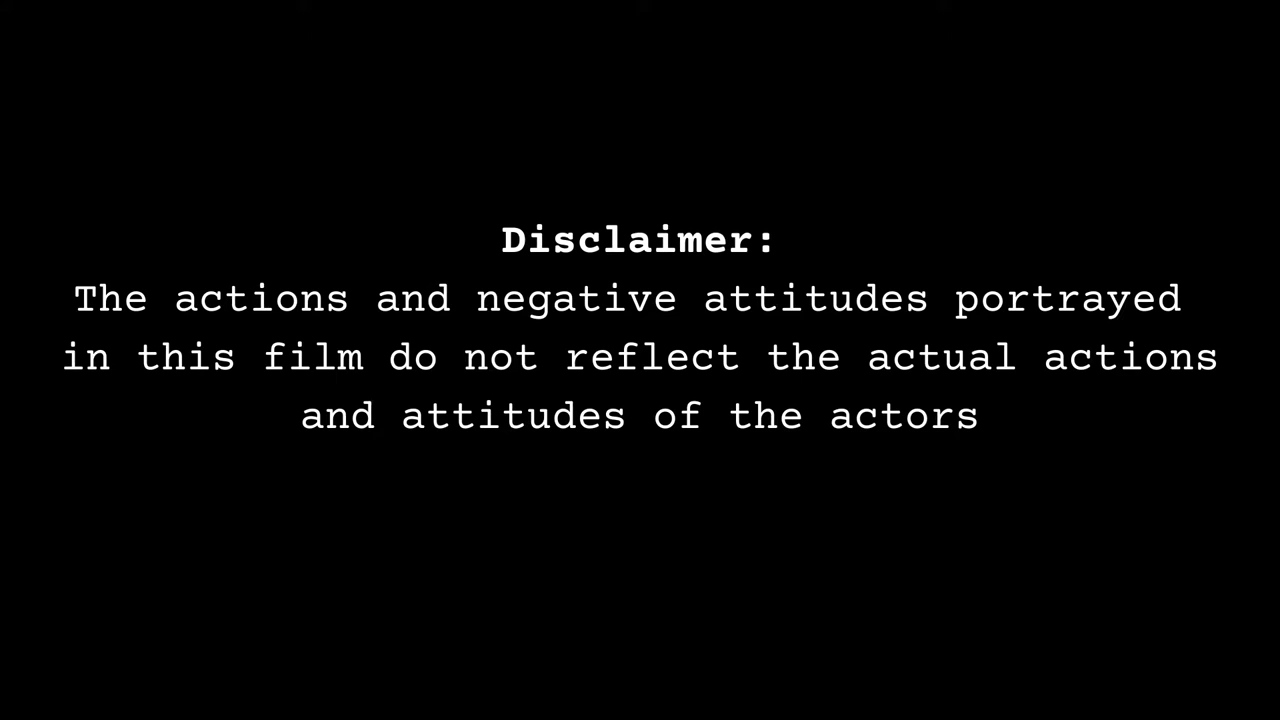 Disclaimer:
The actions and negative attitudes portrayed
in this film do not reflect the actual actions
and attitudes of the actors